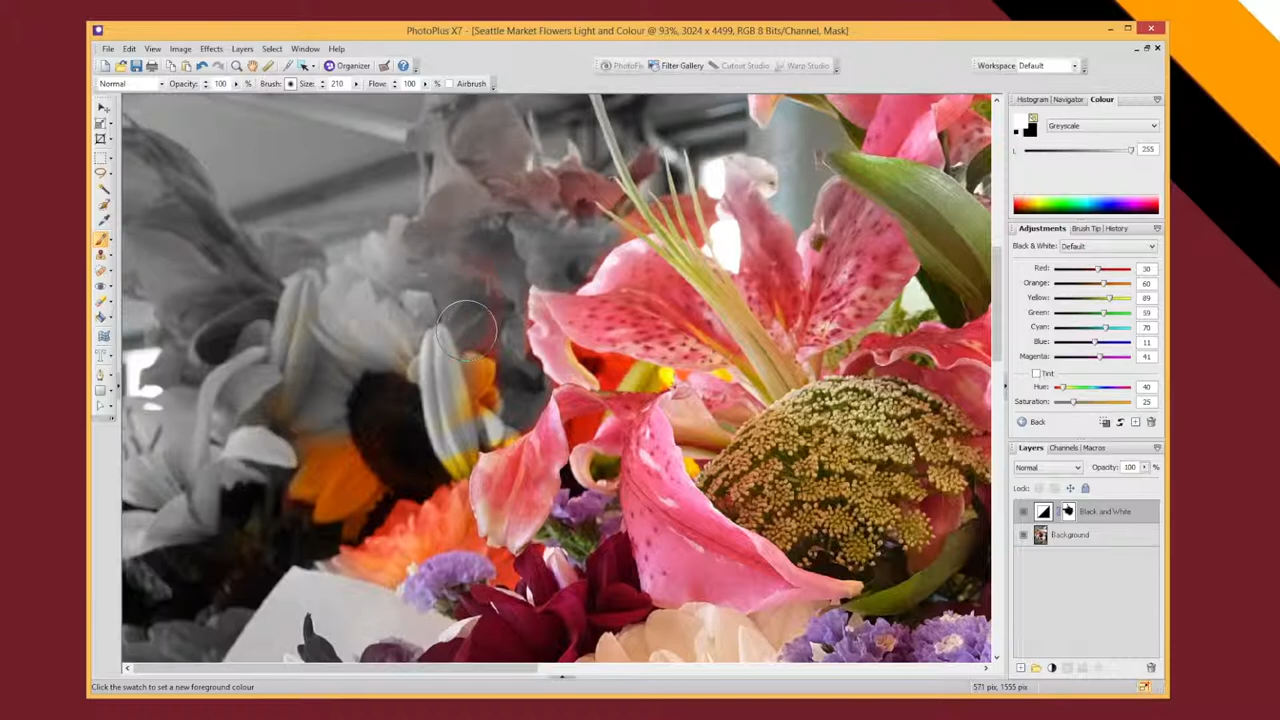 PhotoPlus X7 - [Seattle Market Flowers Light and Colour @ 93%, 3024 x 4499, RGB 8 Bits/Channel, Mask]
File Edit View Image Effects Layers Select Window Help
Organizer Filter Gallery Cutout Studio Warp Studio Workspace Default
Normal Opacity: 100 % Brush: Size: 210 Flow: 100 % Airbrush
Histogram Navigator Colour
Greyscale
L 255
Adjustments Brush Tip History
Black & White: Default
Red: 30
Orange: 60
Yellow: 89
Green: 70
Cyan: 70
Blue: 11
Magenta: 41
Tint
Hue: 40
Saturation: 25
Back
Layers Channels Macros
Normal Opacity: 100 %
Lock:
Black and White
Background
Click the swatch to set a new foreground colour 571 pix, 1555 pix